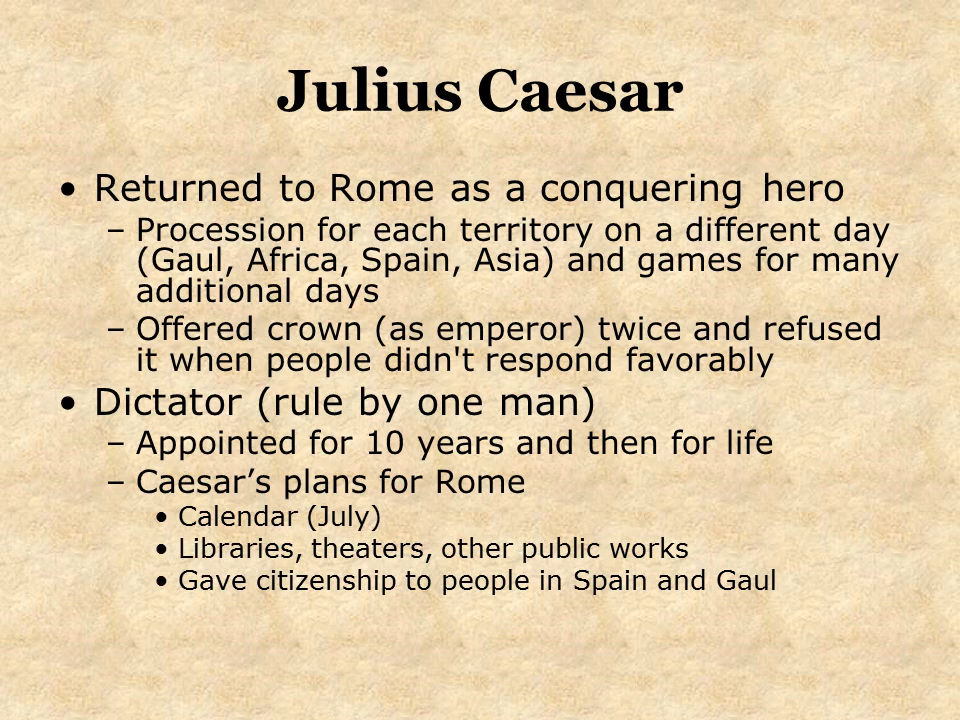 Julius Caesar
• Returned to Rome as a conquering hero
– Procession for each territory on a different day
(Gaul, Africa, Spain, Asia) and games for many
additional days
– Offered crown (as emperor) twice and refused
it when people didn't respond favorably
• Dictator (rule by one man)
– Appointed for 10 years and then for life
– Caesar’s plans for Rome
• Calendar (July)
• Libraries, theaters, other public works
• Gave citizenship to people in Spain and Gaul